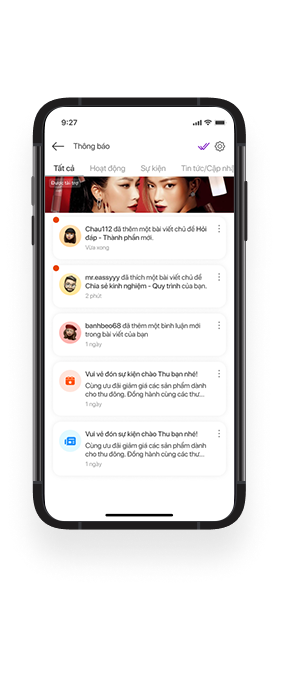 9:27
Thông báo
Tất cả
Hoạt động
Sự kiện
Tin tức/Cập nhậ
Được tài trợ
Chau112 đã thêm một bài viết chủ đề Hỏi
đáp - Thành phần mới.
Vừa xong
mr.eassyyy đã thích một bài viết chủ đề
Chia sẻ kinh nghiệm - Quy trình của bạn.
2 phút
banhbeo68 đã thêm một bình luận mới
trong bài viết của bạn
1 ngày
Vui vẻ đón sự kiện chào Thu bạn nhé!
Cùng ưu đãi giảm giá các sản phẩm dành
cho thu đông. Đồng hành cùng các thư...
1 ngày
Vui vẻ đón sự kiện chào Thu bạn nhé!
Cùng ưu đãi giảm giá các sản phẩm dành
cho thu đông. Đồng hành cùng các thư...
1 ngày